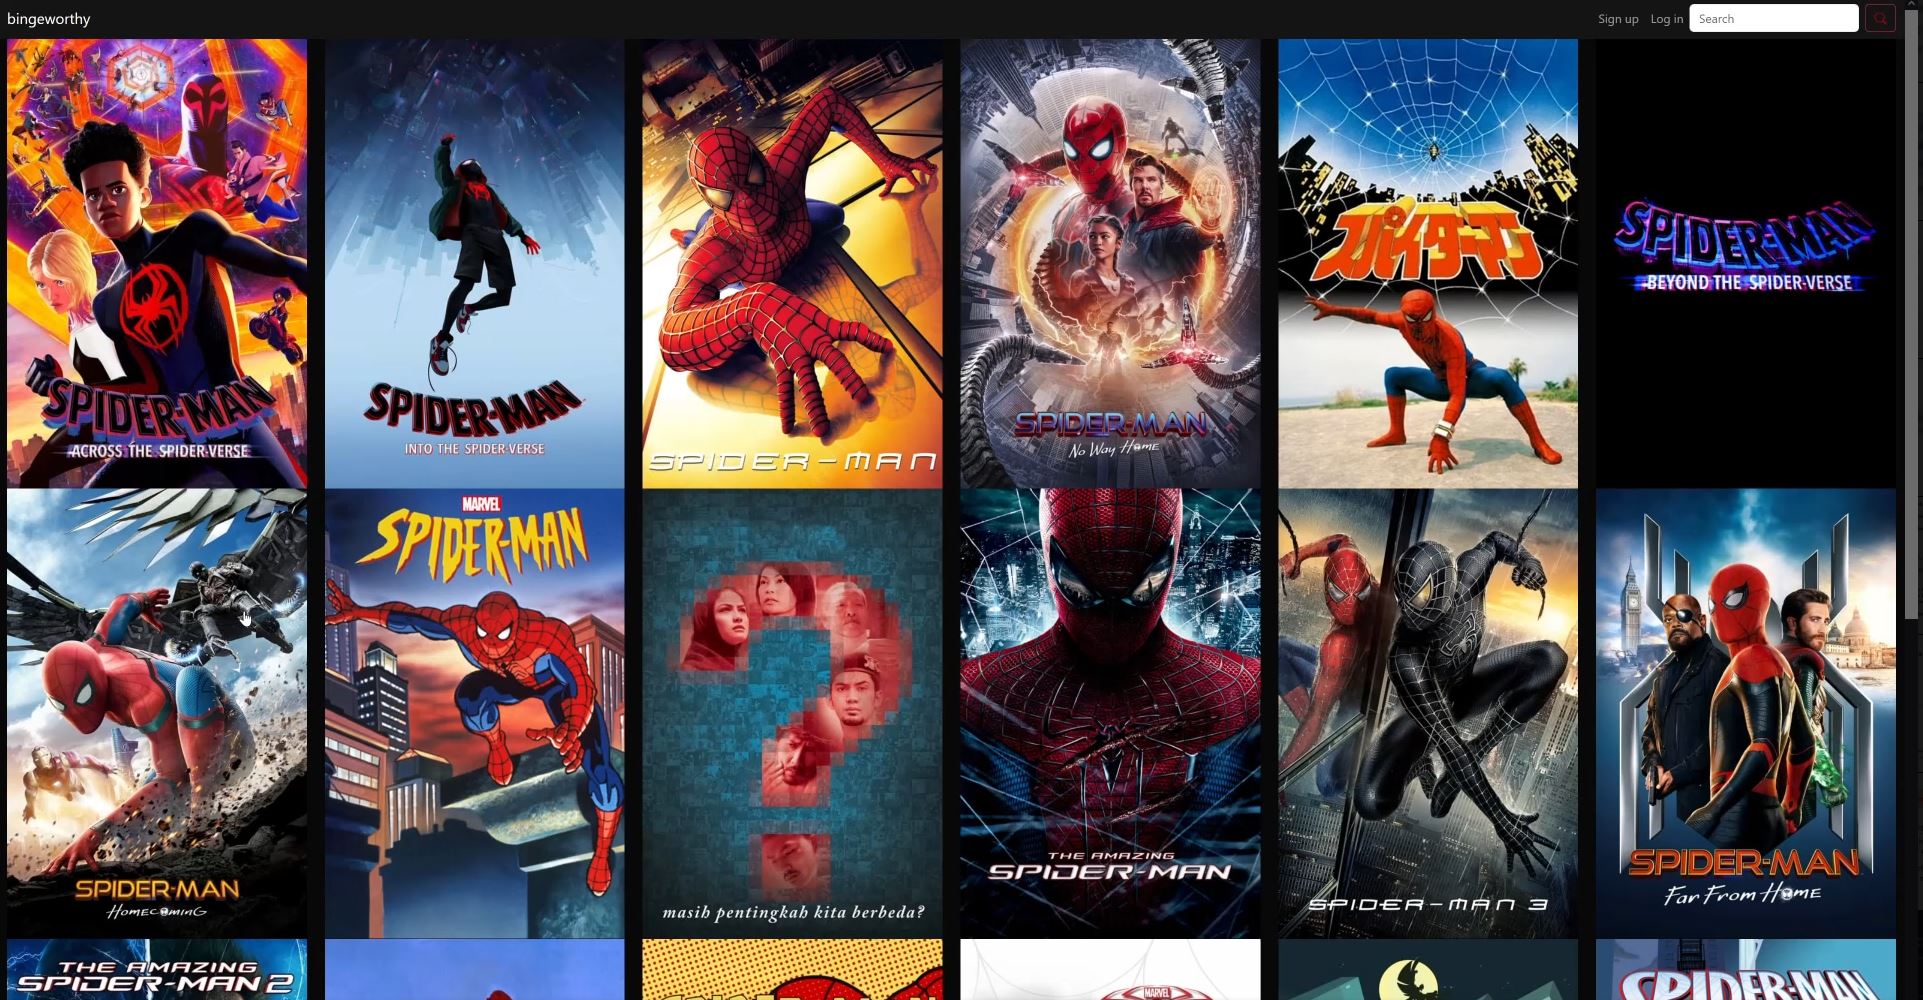 bingeworthy
Sign up
Log in
Search
SPIDER-MAN
ACROSS THE SPIDER-VERSE
SPIDER-MAN
INTO THE SPIDER-VERSE
SPIDER-MAN
SPIDER-MAN
No Way Home
スパイダーマン
SPIDER-MAN
BEYOND THE SPIDER-VERSE
SPIDER-MAN
HOMECOMING
MARVEL
SPIDER-MAN
?
masih pentingkah kita berbeda?
THE AMAZING
SPIDER-MAN
SPIDER-MAN 3
SPIDER-MAN
Far From Home
THE AMAZING
SPIDER-MAN 2
MARVEL
SPIDER-MAN